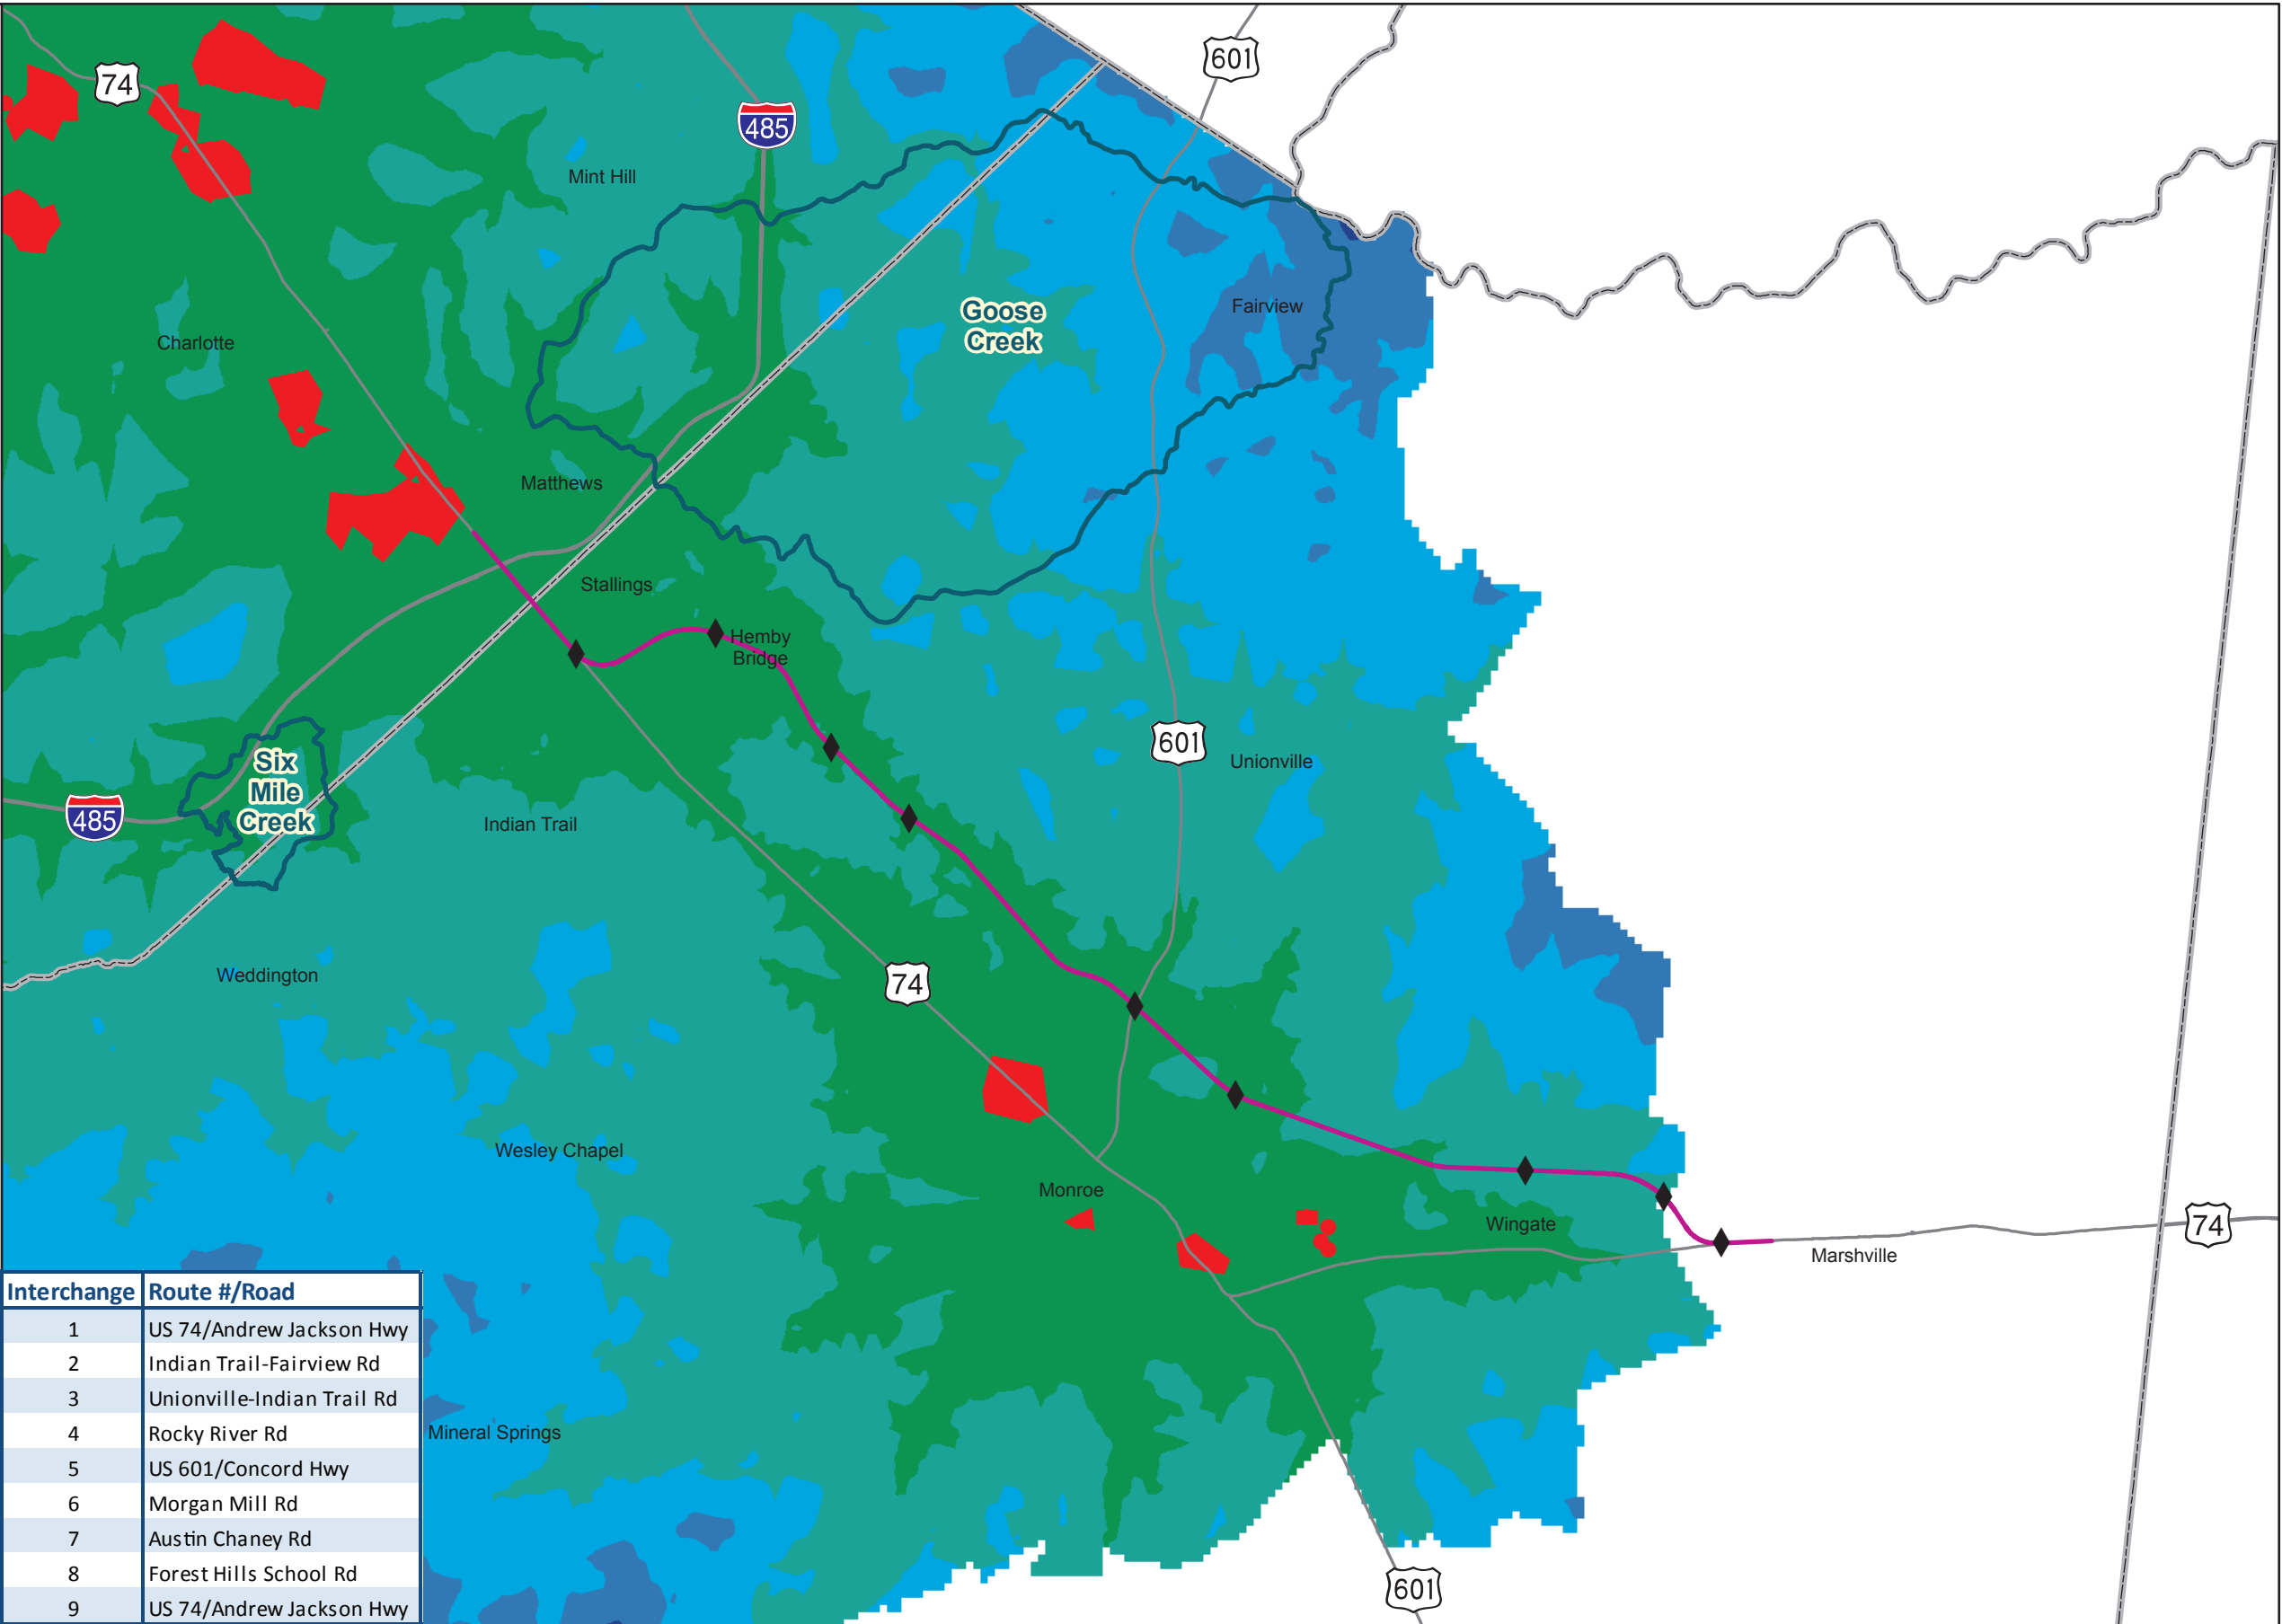 601
74
485
Mint Hill
Fairview
Goose
Creek
Charlotte
Matthews
Stallings
Hemby
Bridge
601
Unionville
Six
Mile
Creek
485
Indian Trail
Weddington
74
Wesley Chapel
Monroe
Wingate
74
Marshville
Mineral Springs
601
Interchange Route #/Road
1 US 74/Andrew Jackson Hwy
2 Indian Trail-Fairview Rd
3 Unionville-Indian Trail Rd
4 Rocky River Rd
5 US 601/Concord Hwy
6 Morgan Mill Rd
7 Austin Chaney Rd
8 Forest Hills School Rd
9 US 74/Andrew Jackson Hwy